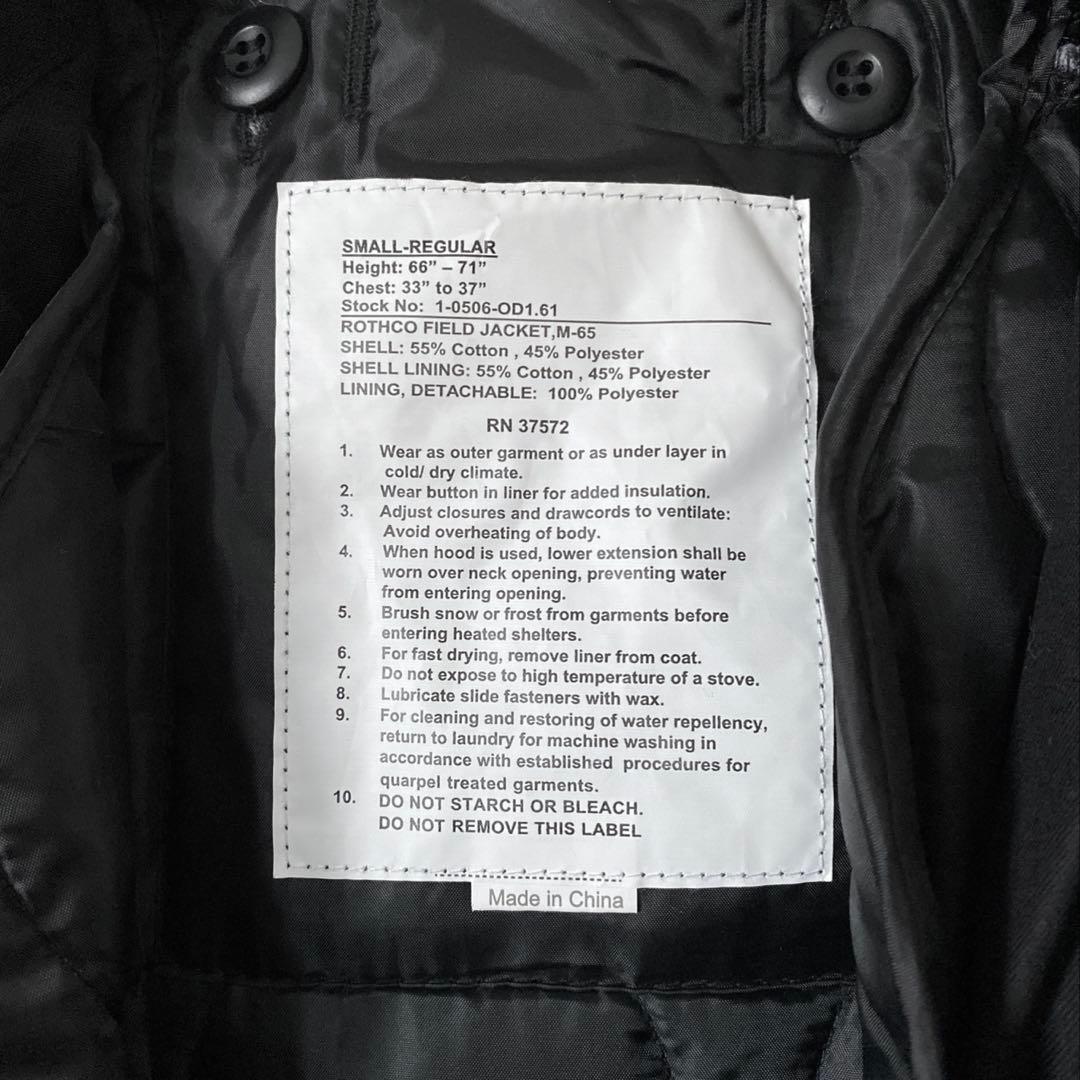 SMALL-REGULAR
Height: 66” – 71”
Chest: 33” to 37”
Stock No: 1-0506-OD1.61
ROTHCO FIELD JACKET,M-65
SHELL: 55% Cotton , 45% Polyester
SHELL LINING: 55% Cotton , 45% Polyester
LINING, DETACHABLE: 100% Polyester
RN 37572
1. Wear as outer garment or as under layer in
cold/ dry climate.
2. Wear button in liner for added insulation.
3. Adjust closures and drawcords to ventilate:
Avoid overheating of body.
4. When hood is used, lower extension shall be
worn over neck opening, preventing water
from entering opening.
5. Brush snow or frost from garments before
entering heated shelters.
6. For fast drying, remove liner from coat.
7. Do not expose to high temperature of a stove.
8. Lubricate slide fasteners with wax.
9. For cleaning and restoring of water repellency,
return to laundry for machine washing in
accordance with established procedures for
quarpel treated garments.
10. DO NOT STARCH OR BLEACH.
DO NOT REMOVE THIS LABEL
Made in China